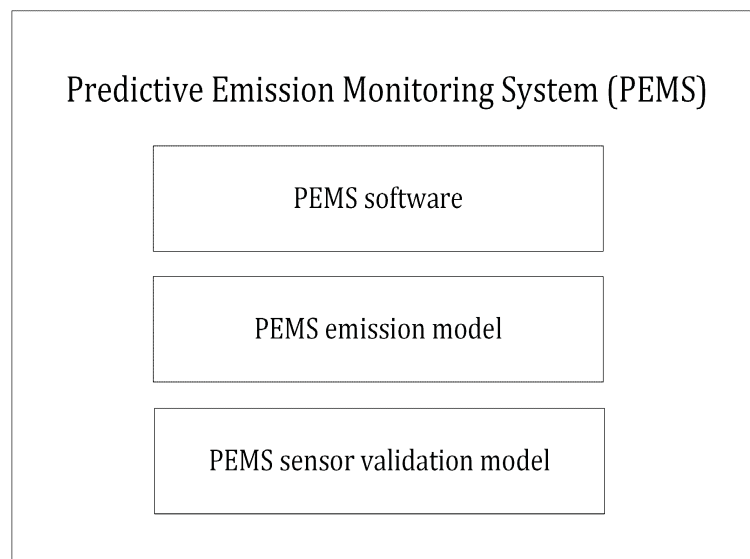 Predictive Emission Monitoring System (PEMS)
PEMS software
PEMS emission model
PEMS sensor validation model